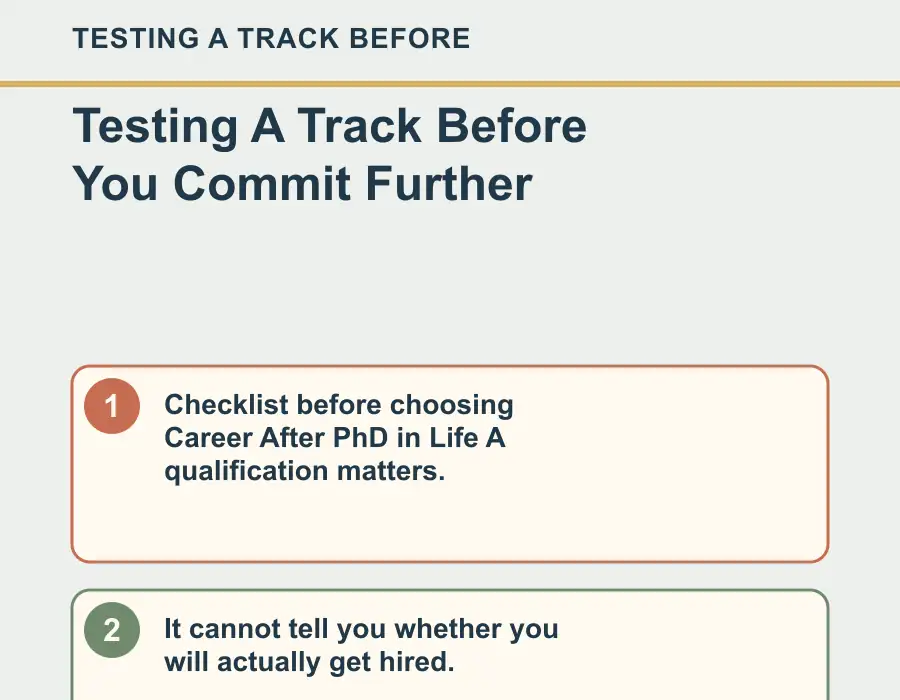 TESTING A TRACK BEFORE
Testing A Track Before
You Commit Further
1
Checklist before choosing
Career After PhD in Life A
qualification matters.
2
It cannot tell you whether you
will actually get hired.